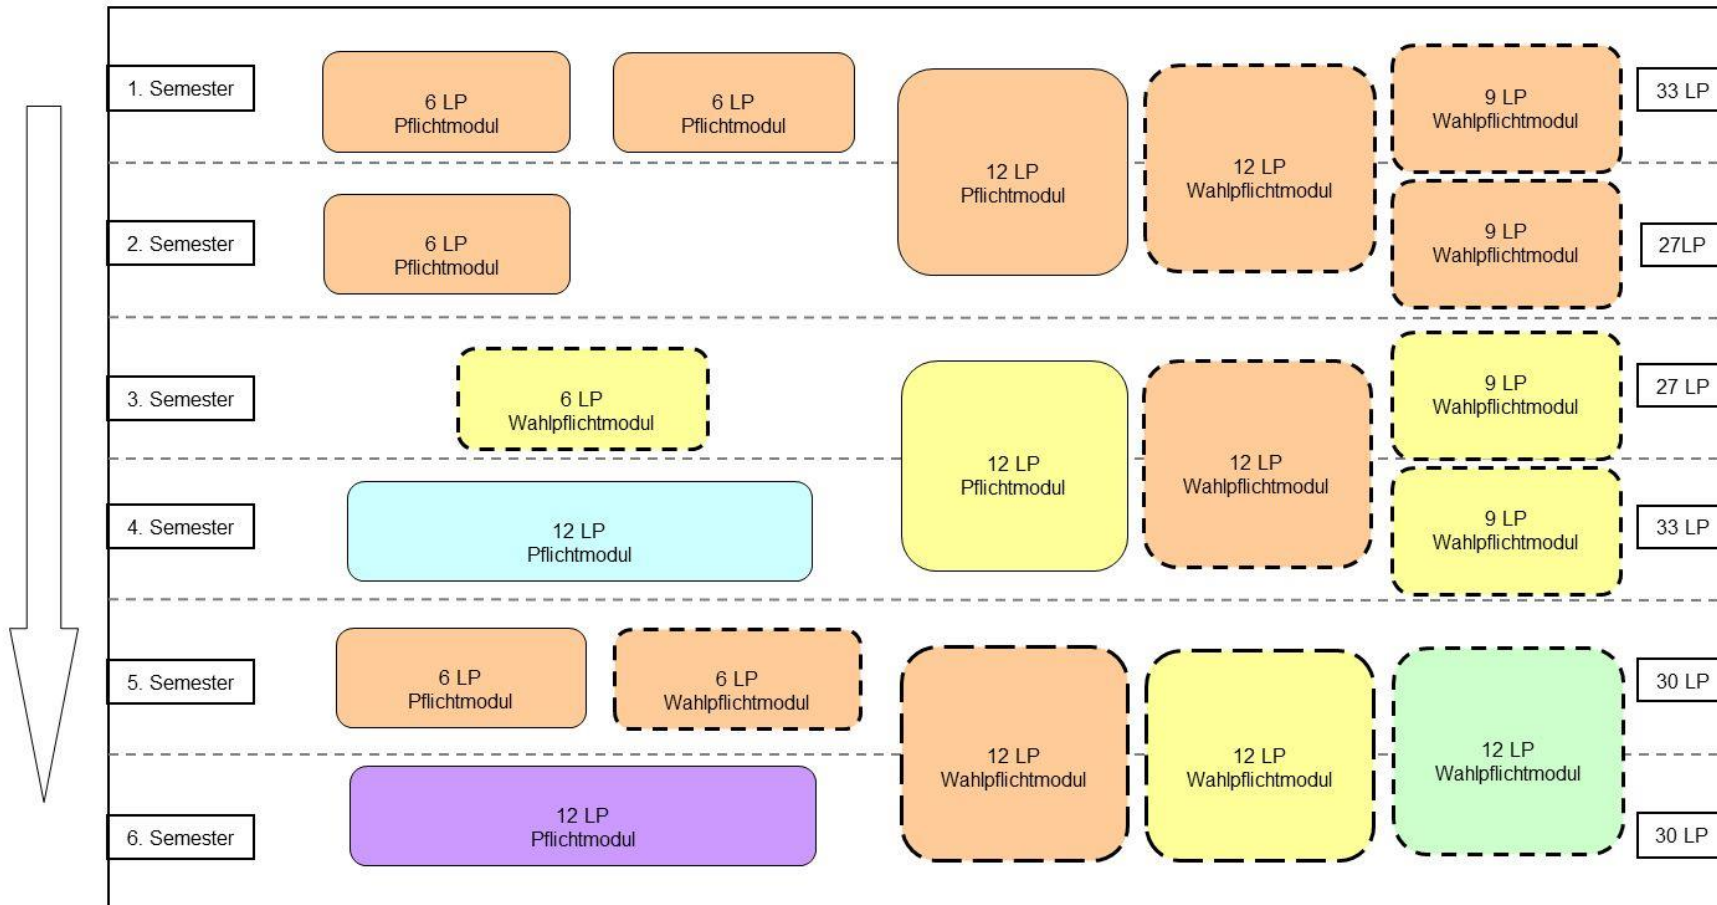 1. Semester
6 LP
Pflichtmodul
6 LP
Pflichtmodul
12 LP
Pflichtmodul
12 LP
Wahlpflichtmodul
9 LP
Wahlpflichtmodul
33 LP
2. Semester
6 LP
Pflichtmodul
9 LP
Wahlpflichtmodul
27LP
3. Semester
6 LP
Wahlpflichtmodul
12 LP
Pflichtmodul
12 LP
Wahlpflichtmodul
9 LP
Wahlpflichtmodul
27 LP
4. Semester
12 LP
Pflichtmodul
9 LP
Wahlpflichtmodul
33 LP
5. Semester
6 LP
Pflichtmodul
6 LP
Wahlpflichtmodul
12 LP
Wahlpflichtmodul
12 LP
Wahlpflichtmodul
12 LP
Wahlpflichtmodul
30 LP
6. Semester
12 LP
Pflichtmodul
30 LP